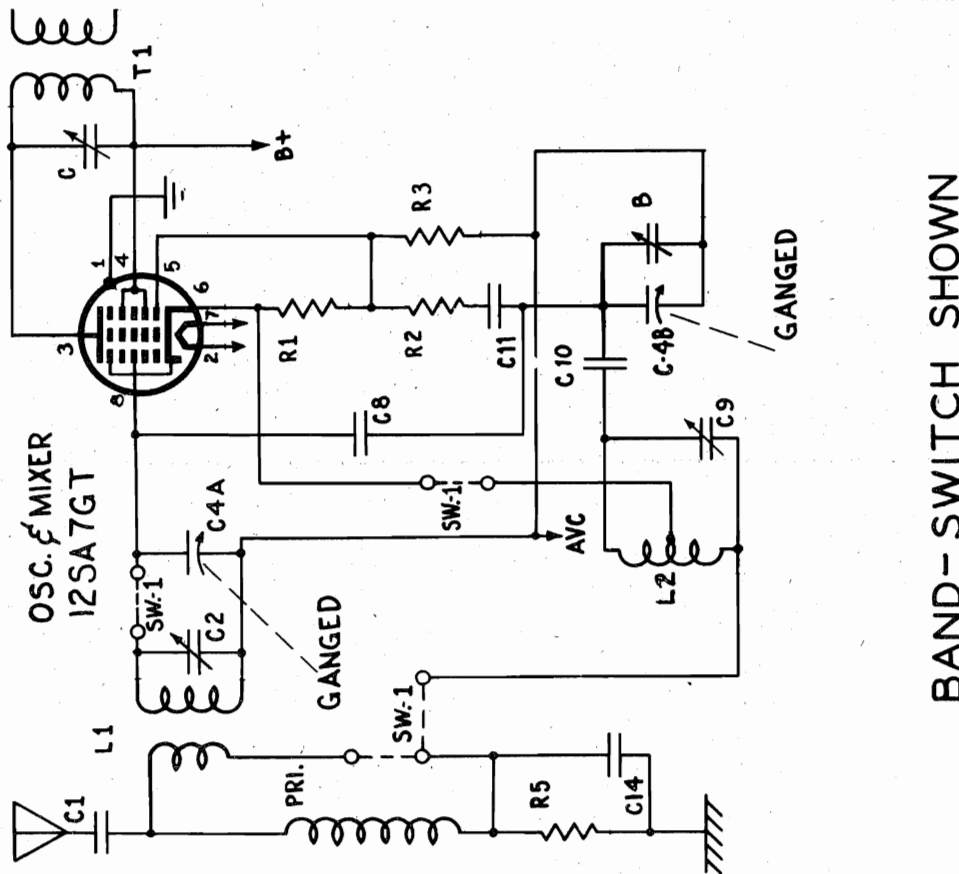 T1
C
B+
1
4
5
3
6
7
2
8
R3
R1
R2
C11
B
C-4B
GANGED
C10
C8
OSC. & MIXER
12SA7GT
SW.-1
C4A
C2
GANGED
SW.-1
AVC
C9
L2
L1
C1
PRI.
SW.-1
R5
C14
BAND-SWITCH SHOWN